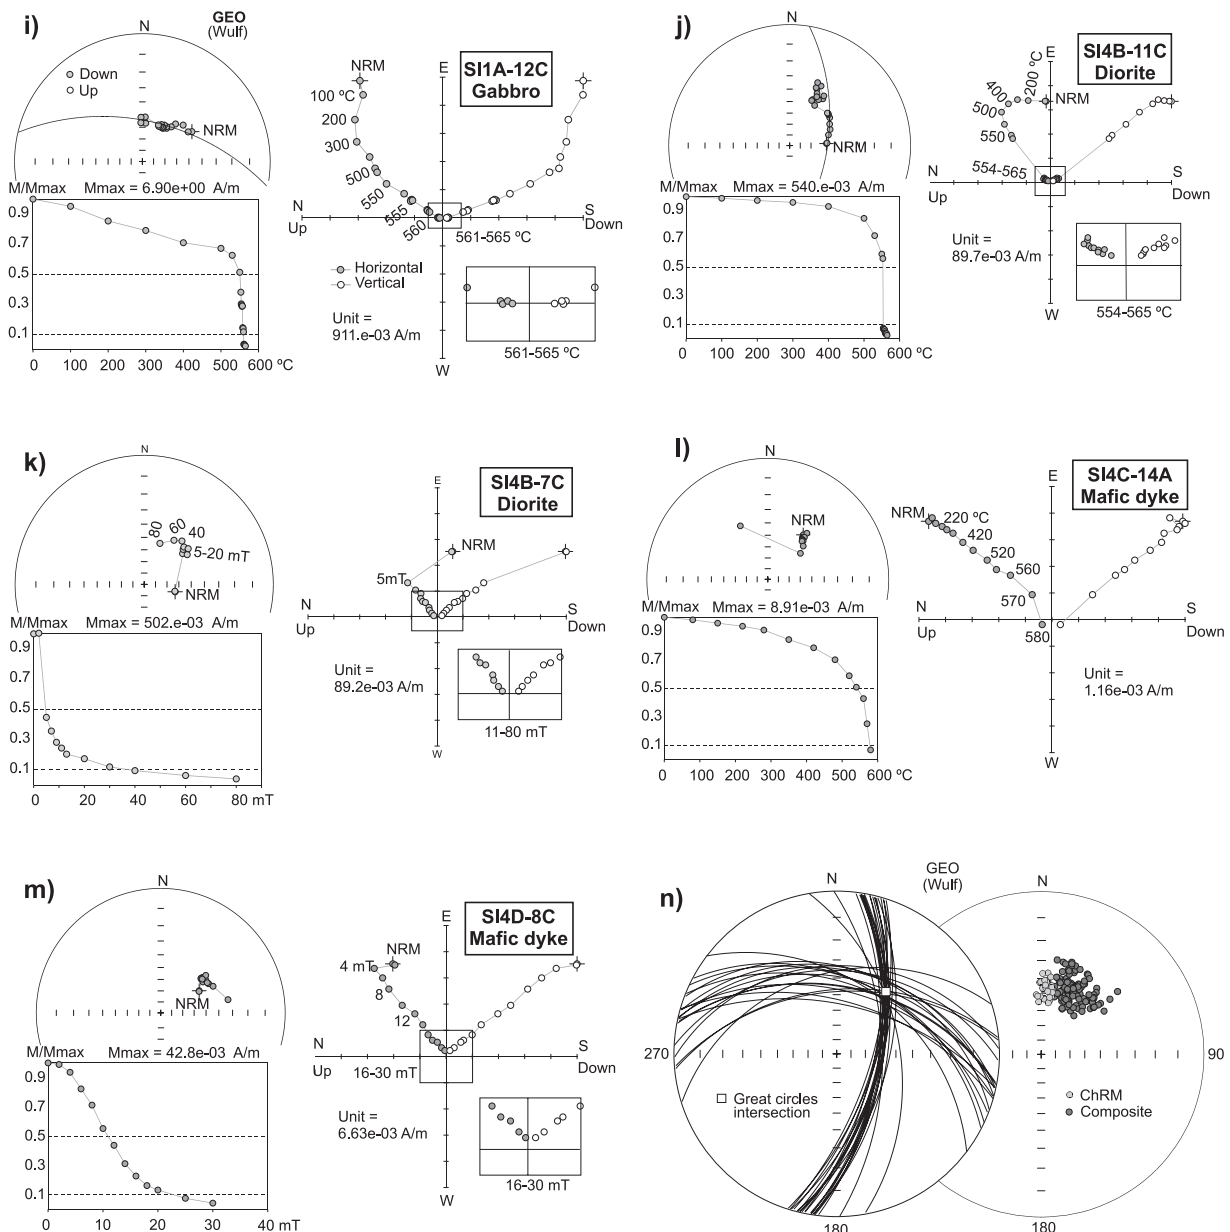 i)
GEO
(Wulf)
N
Down
Up
NRM
M/Mmax Mmax = 6.90e+00 A/m
0.9
0.7
0.5
0.3
0.1
0 100 200 300 400 500 600 ºC
SI1A-12C
Gabbro
E
NRM
100 ºC
200
300
500
550
555
560
N
Up
S
Down
561-565 ºC
Horizontal
Vertical
Unit =
911.e-03 A/m
561-565 ºC
W
j)
N
NRM
M/Mmax Mmax = 540.e-03 A/m
0.9
0.7
0.5
0.3
0.1
0 100 200 300 400 500 600 ºC
SI4B-11C
Diorite
E
200 ºC
400
NRM
500
550
554-565
N
Up
S
Down
Unit =
89.7e-03 A/m
554-565 ºC
W
k)
N
80
60
40
5-20 mT
NRM
M/Mmax Mmax = 502.e-03 A/m
0.9
0.7
0.5
0.3
0.1
0 20 40 60 80 mT
SI4B-7C
Diorite
E
NRM
5mT
N
Up
S
Down
Unit =
89.2e-03 A/m
11-80 mT
W
l)
N
NRM
M/Mmax Mmax = 8.91e-03 A/m
0.9
0.7
0.5
0.3
0.1
0 100 200 300 400 500 600 ºC
SI4C-14A
Mafic dyke
E
NRM
220 ºC
420
520
560
570
580
N
Up
S
Down
Unit =
1.16e-03 A/m
W
m)
N
NRM
M/Mmax Mmax = 42.8e-03 A/m
0.9
0.7
0.5
0.3
0.1
0 10 20 30 40 mT
SI4D-8C
Mafic dyke
E
NRM
4 mT
8
12
N
Up
S
Down
16-30 mT
Unit =
6.63e-03 A/m
16-30 mT
W
n)
GEO
(Wulf)
N
N
270
90
Great circles
intersection
ChRM
Composite
180
180